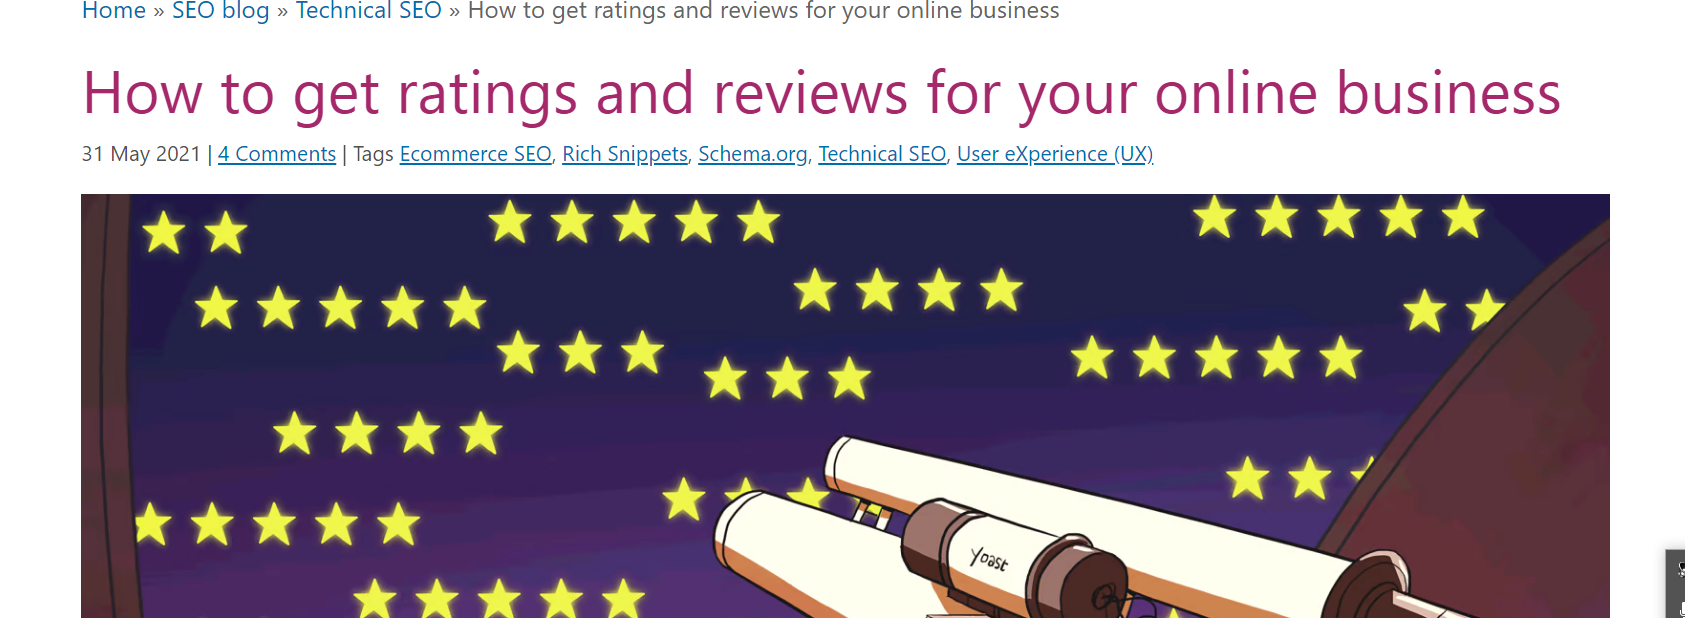 Home » SEO blog » Technical SEO » How to get ratings and reviews for your online business
How to get ratings and reviews for your online business
31 May 2021 | 4 Comments | Tags Ecommerce SEO, Rich Snippets, Schema.org, Technical SEO, User eXperience (UX)
Yoast